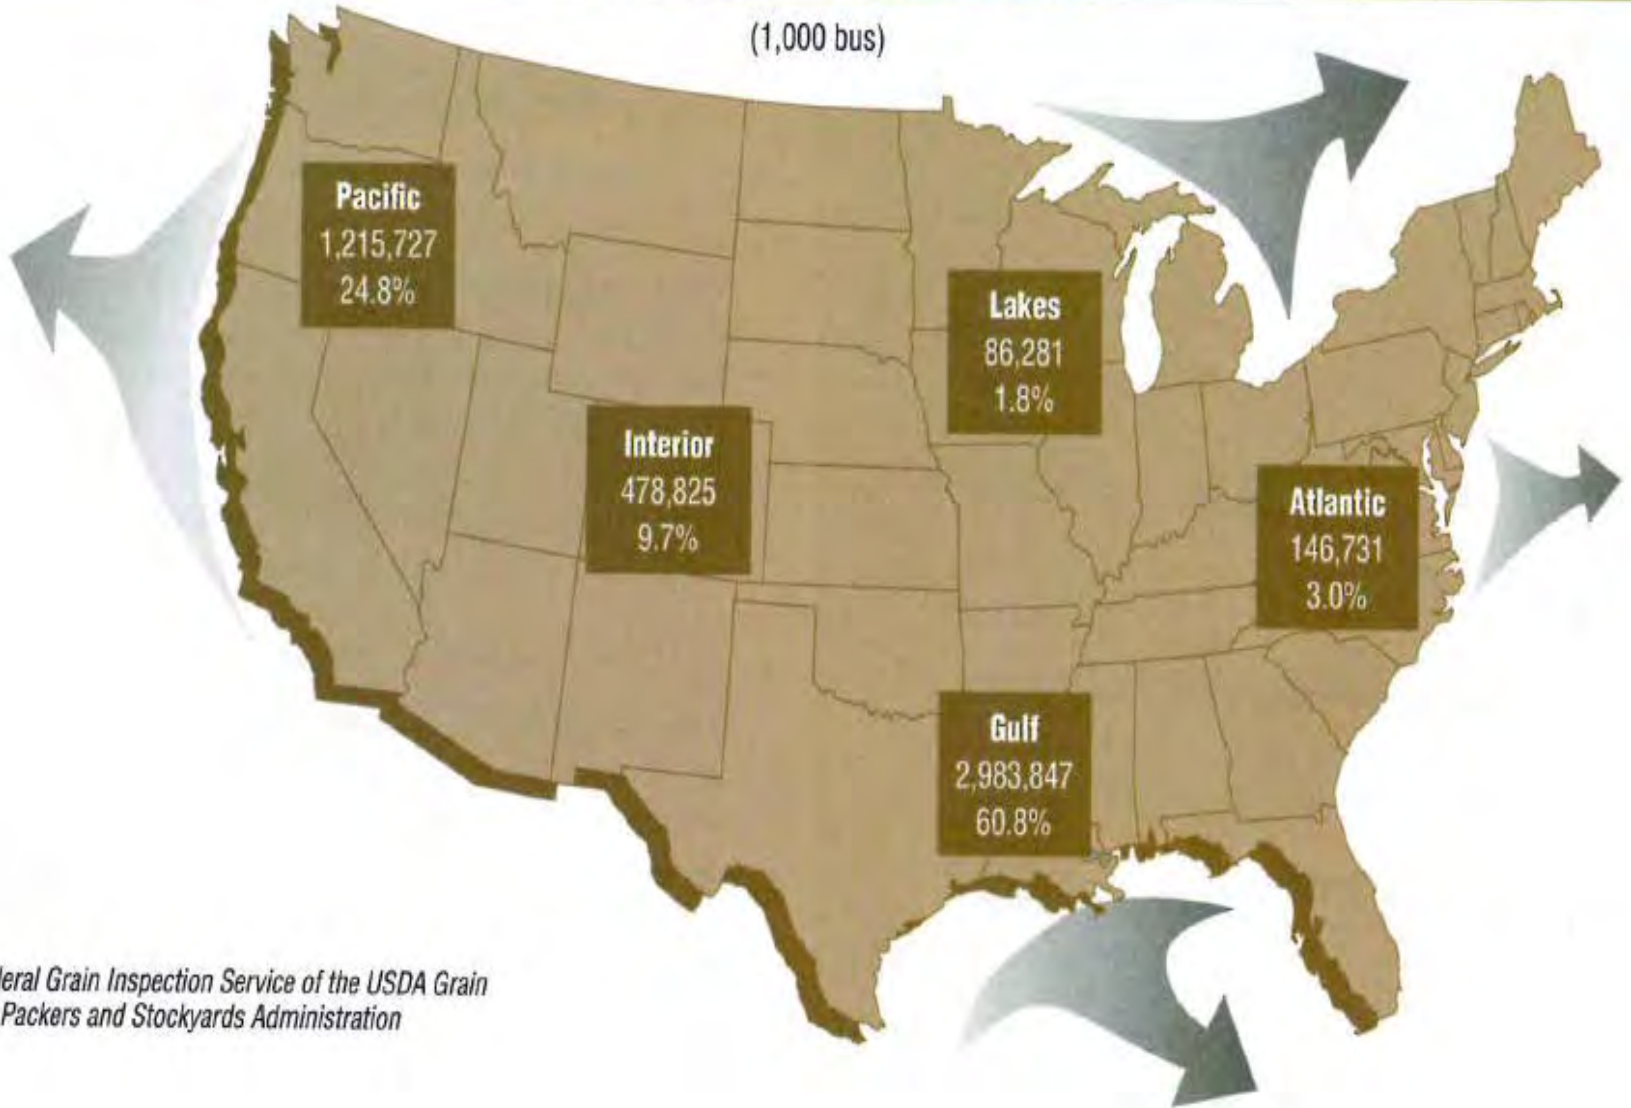 (1,000 bus)
Pacific
1,215,727
24.8%
Lakes
86,281
1.8%
Interior
478,825
9.7%
Atlantic
146,731
3.0%
Gulf
2,983,847
60.8%
Grain Inspection Service of the USDA Grain
Packers and Stockyards Administration